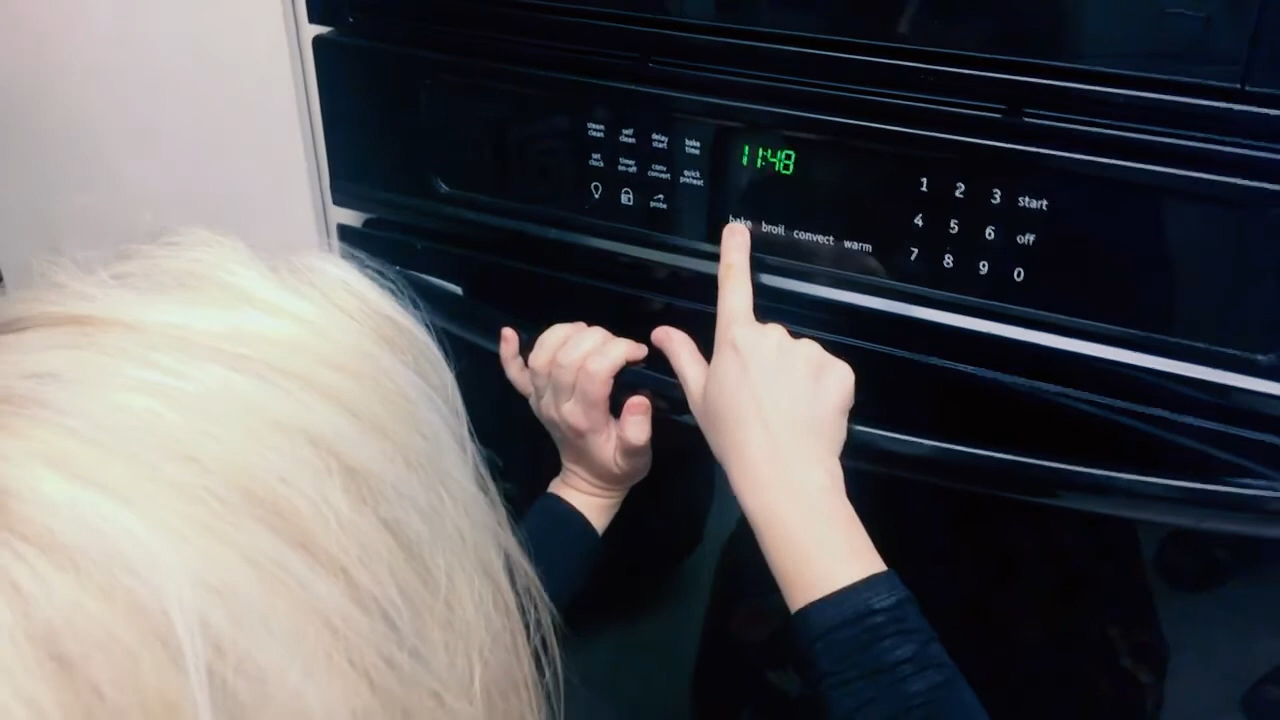 steam clean
self clean
delay start
bake time
set clock
timer on-off
conv convert
quick preheat
probe
11:48
bake broil convect warm
1 2 3 start
4 5 6 off
7 8 9 0